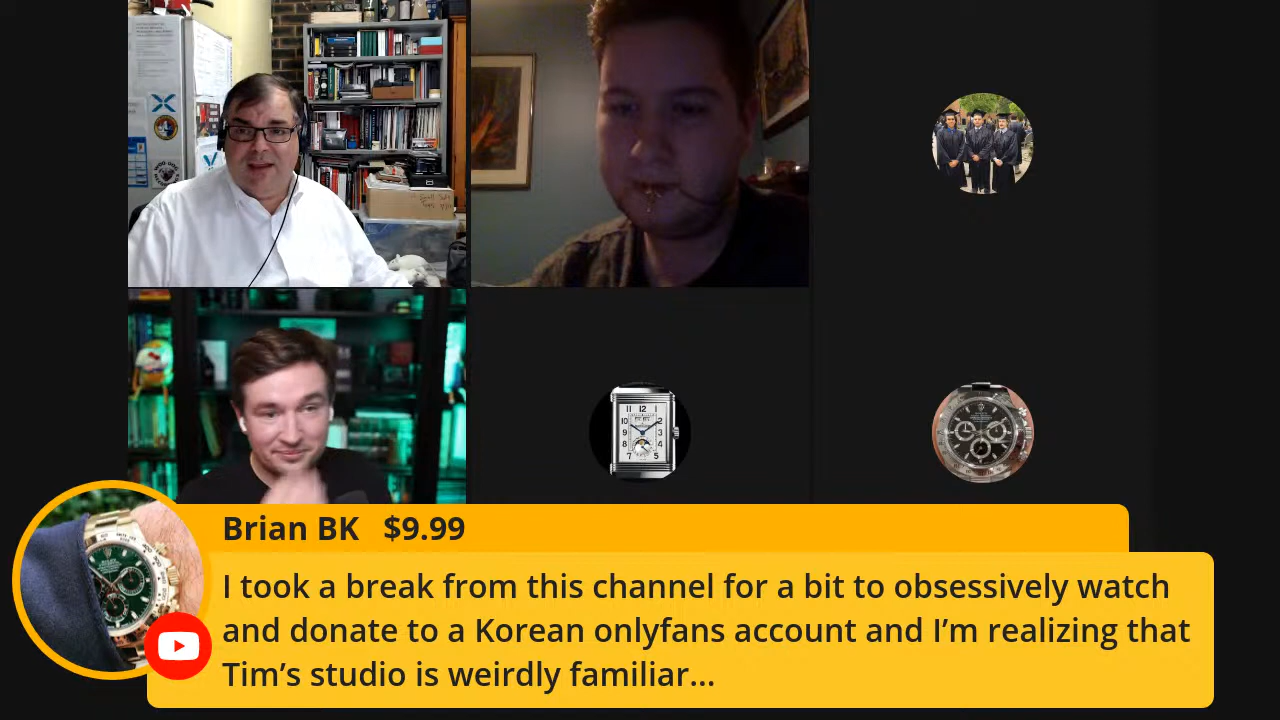 Brian BK $9.99
I took a break from this channel for a bit to obsessively watch
and donate to a Korean onlyfans account and I’m realizing that
Tim’s studio is weirdly familiar...